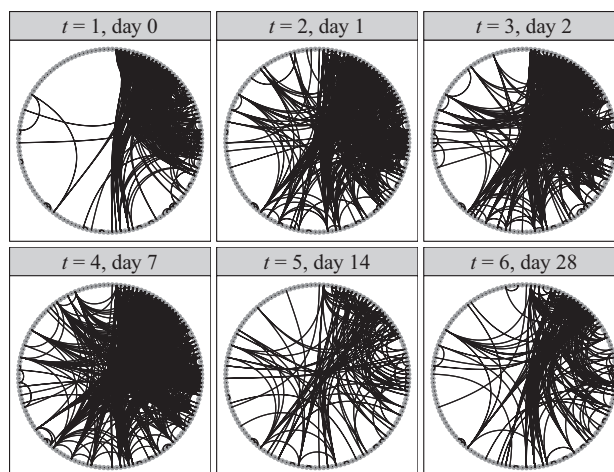 t = 1, day 0
t = 2, day 1
t = 3, day 2
t = 4, day 7
t = 5, day 14
t = 6, day 28